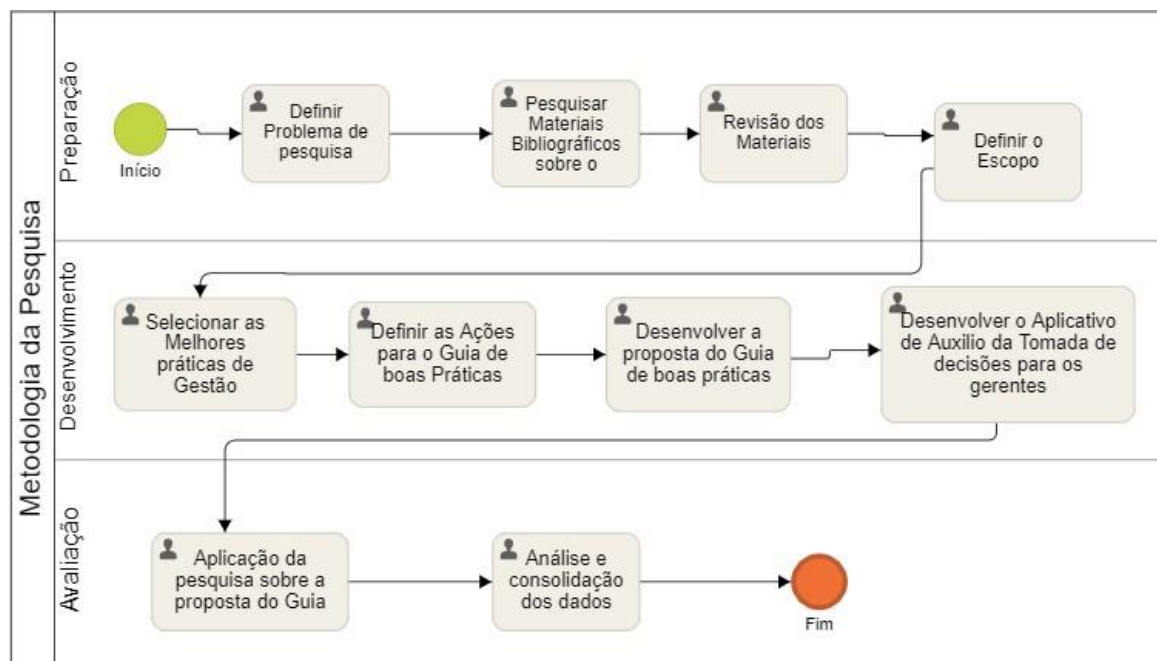 Metodologia da Pesquisa
Preparação
Início
Definir
Problema de
pesquisa
Pesquisar
Materiais
Bibliográficos
sobre o
Revisão dos
Materiais
Definir o
Escopo
Desenvolvimento
Selecionar as
Melhores
práticas de
Gestão
Definir as Ações
para o Guia de
boas Práticas
Desenvolver a
proposta do Guia
de boas práticas
Desenvolver o Aplicativo
de Auxilio da Tomada de
decisões para os
gerentes
Avaliação
Aplicação da
pesquisa sobre a
proposta do Guia
Análise e
consolidação
dos dados
Fim